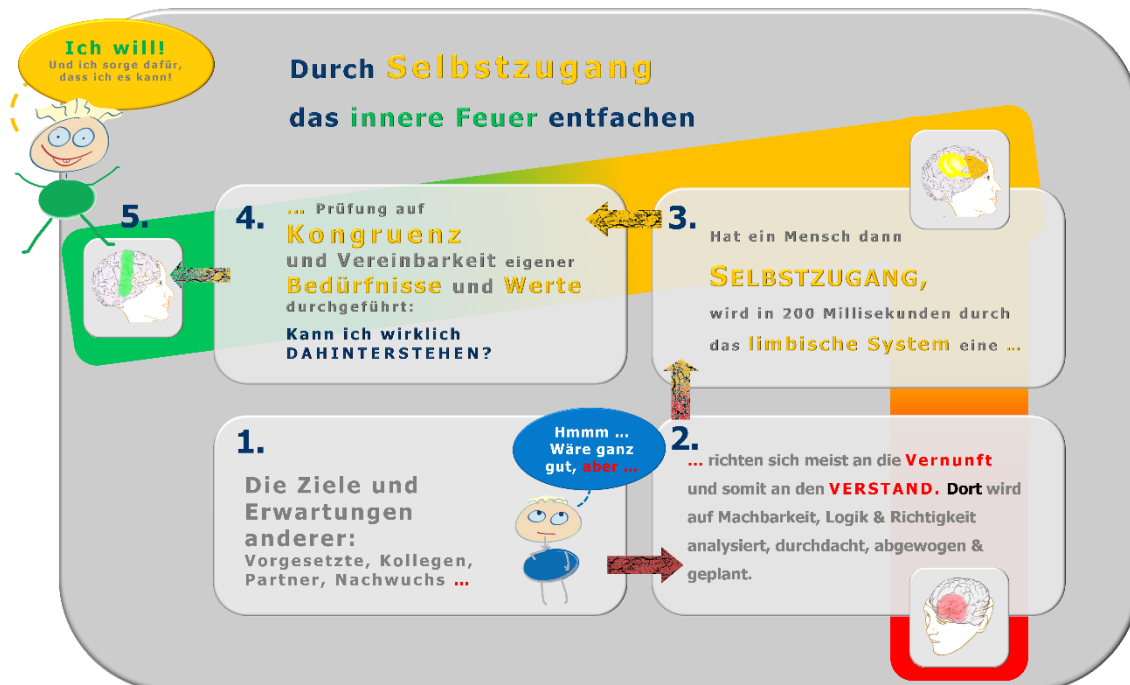 Ich will!
Und ich sorge dafür,
dass ich es kann!
Durch Selbstzugang
das innere Feuer entfachen
1.
Die Ziele und
Erwartungen
anderer:
Vorgesetzte, Kollegen,
Partner, Nachwuchs ...
Hmmm ...
Wäre ganz
gut, aber ...
2.
... richten sich meist an die Vernunft
und somit an den VERSTAND. Dort wird
auf Machbarkeit, Logik & Richtigkeit
analysiert, durchdacht, abgewogen &
geplant.
3.
Hat ein Mensch dann
SELBSTZUGANG,
wird in 200 Millisekunden durch
das limbische System eine ...
4.
... Prüfung auf
Kongruenz
und Vereinbarkeit eigener
Bedürfnisse und Werte
durchgeführt:
Kann ich wirklich
DAHINTERSTEHEN?
5.